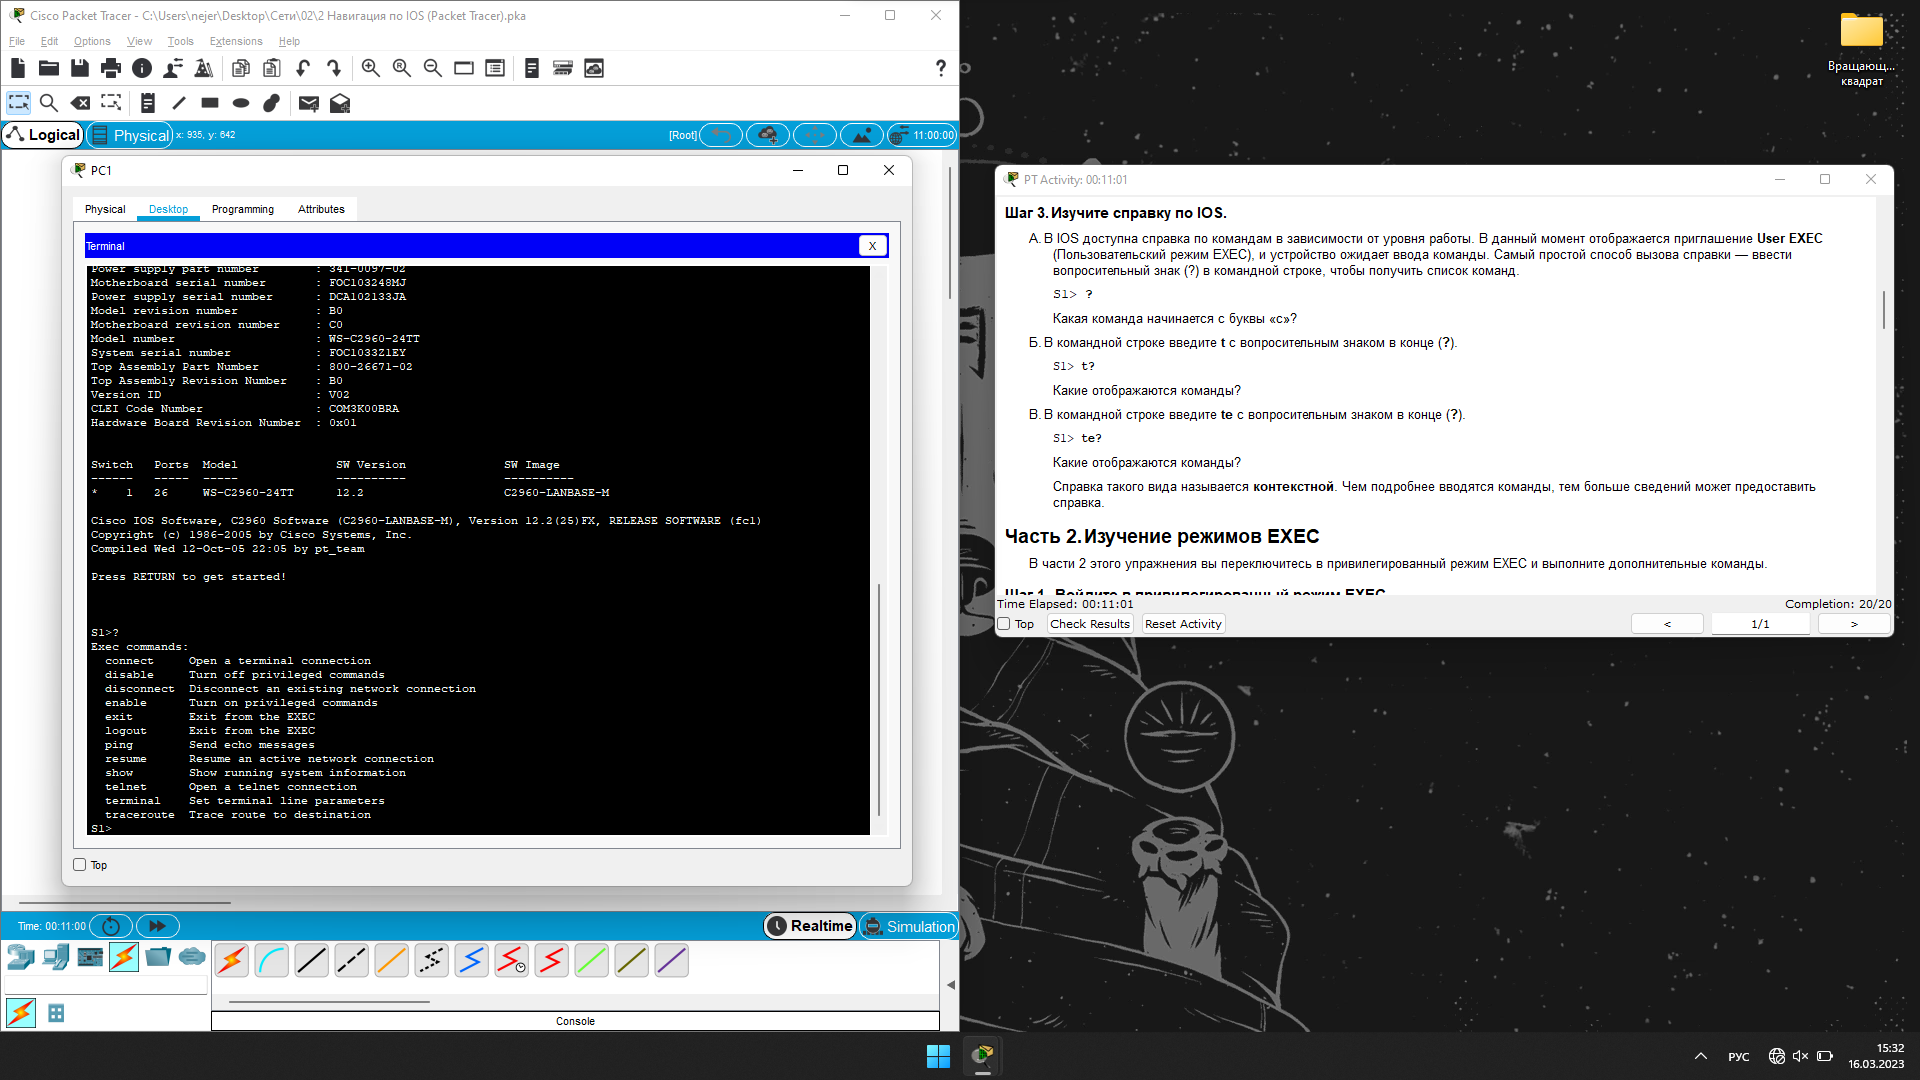 Cisco Packet Tracer - C:\Users\nejer\Desktop\Сети\02\2 Навигация по IOS (Packet Tracer).pka
File Edit Options View Tools Extensions Help
Logical Physical x: 935, y: 642 [Root] 11:00:00
PC1
Physical Desktop Programming Attributes
Terminal X
Power supply part number : 341-0097-02
Motherboard serial number : FOC103248MJ
Power supply serial number : DCA102133JA
Model revision number : B0
Motherboard revision number : C0
Model number : WS-C2960-24TT
System serial number : FOC1033Z1EY
Top Assembly Part Number : 800-26671-02
Top Assembly Revision Number : B0
Version ID : V02
CLEI Code Number : COM3K00BRA
Hardware Board Revision Number : 0x01
Switch Ports Model SW Version SW Image
------ ----- ----- ---------- ----------
* 1 26 WS-C2960-24TT 12.2 C2960-LANBASE-M
Cisco IOS Software, C2960 Software (C2960-LANBASE-M), Version 12.2(25)FX, RELEASE SOFTWARE (fc1)
Copyright (c) 1986-2005 by Cisco Systems, Inc.
Compiled Wed 12-Oct-05 22:05 by pt_team
Press RETURN to get started!
S1>?
Exec commands:
connect Open a terminal connection
disable Turn off privileged commands
disconnect Disconnect an existing network connection
enable Turn on privileged commands
exit Exit from the EXEC
logout Exit from the EXEC
ping Send echo messages
resume Resume an active network connection
show Show running system information
telnet Open a telnet connection
terminal Set terminal line parameters
traceroute Trace route to destination
S1>
Top
Time: 00:11:00 Realtime Simulation
Console
Вращающ...
квадрат
PT Activity: 00:11:01
Шаг 3. Изучите справку по IOS.
А. В IOS доступна справка по командам в зависимости от уровня работы. В данный момент отображается приглашение User EXEC
(Пользовательский режим EXEC), и устройство ожидает ввода команды. Самый простой способ вызова справки — ввести
вопросительный знак (?) в командной строке, чтобы получить список команд.
S1> ?
Какая команда начинается с буквы «с»?
Б. В командной строке введите t с вопросительным знаком в конце (?).
S1> t?
Какие отображаются команды?
В. В командной строке введите te с вопросительным знаком в конце (?).
S1> te?
Какие отображаются команды?
Справка такого вида называется контекстной. Чем подробнее вводятся команды, тем больше сведений может предоставить
справка.
Часть 2. Изучение режимов EXEC
В части 2 этого упражнения вы переключитесь в привилегированный режим EXEC и выполните дополнительные команды.
Шаг 1. Войдите в привилегированный режим EXEC
Time Elapsed: 00:11:01 Completion: 20/20
Top Check Results Reset Activity < 1/1 >
РУС 15:32
16.03.2023